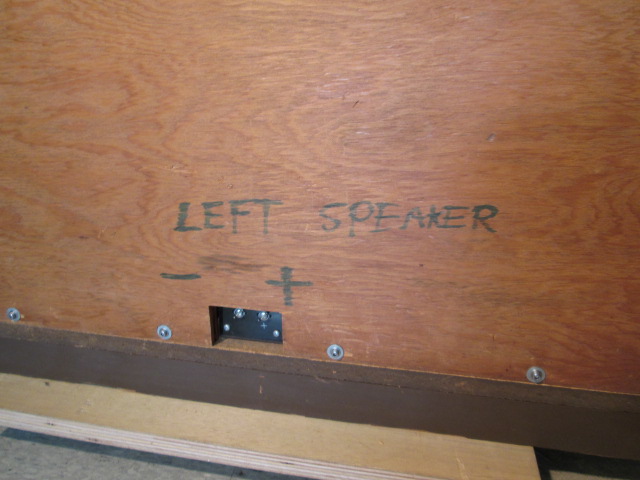 LEFT SPEAKER
- +
+